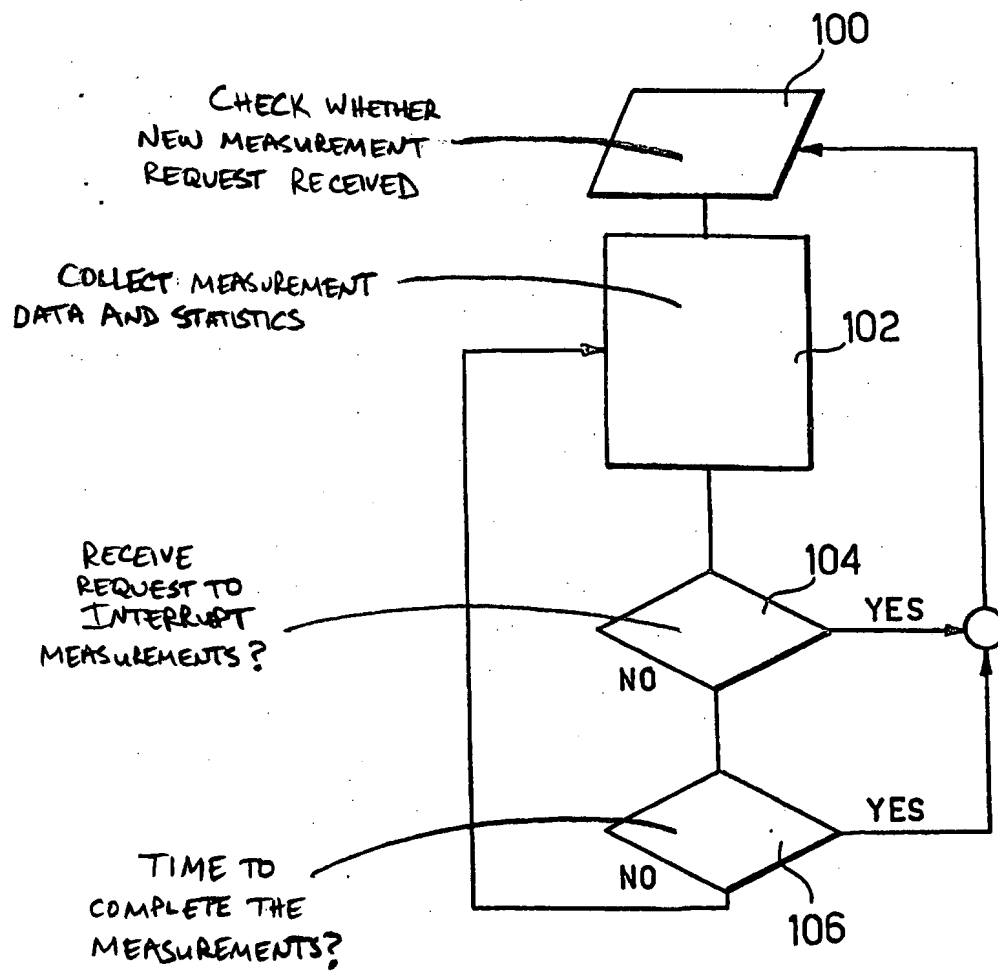 100
CHECK WHETHER
NEW MEASUREMENT
REQUEST RECEIVED
COLLECT MEASUREMENT
DATA AND STATISTICS
102
RECEIVE
REQUEST TO
INTERRUPT
MEASUREMENTS?
104
YES
NO
TIME TO
COMPLETE THE
MEASUREMENTS?
YES
NO
106